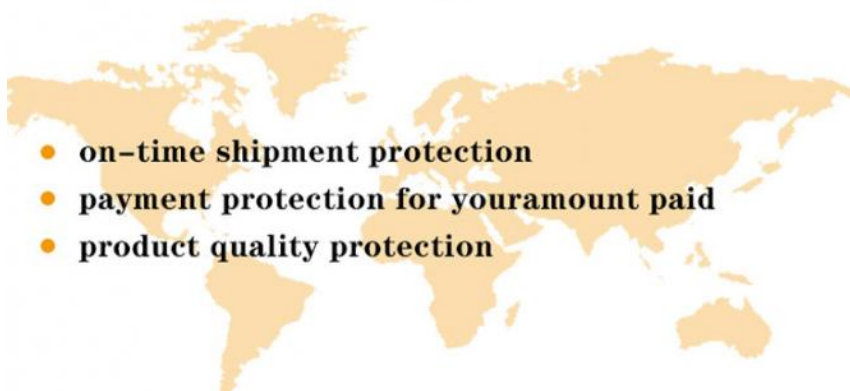 on-time shipment protection
payment protection for youramount paid
product quality protection